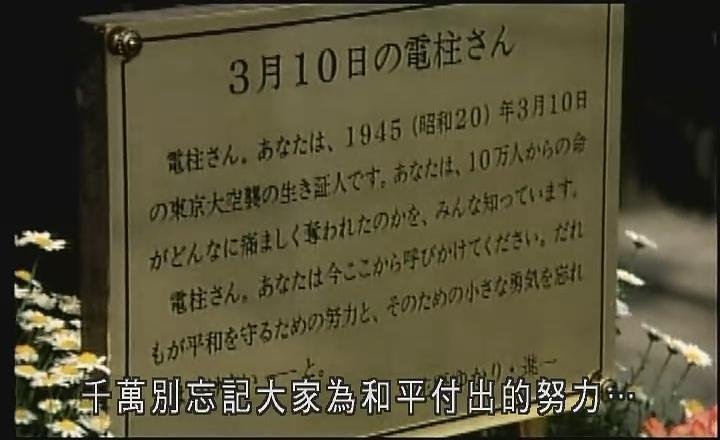 3月10日の電柱さん
電柱さん。あなたは、1945(昭和20)年3月10日
の東京大空襲の生き証人です。あなたは、10万人からの命
がどんなに痛ましく奪われたのかを、みんな知っています。
電柱さん。あなたは今ここから呼びかけてください。だれ
もが平和を守るための努力と、そのための小さな勇気を忘れ
と。
千萬別忘記大家為和平付出的努力…